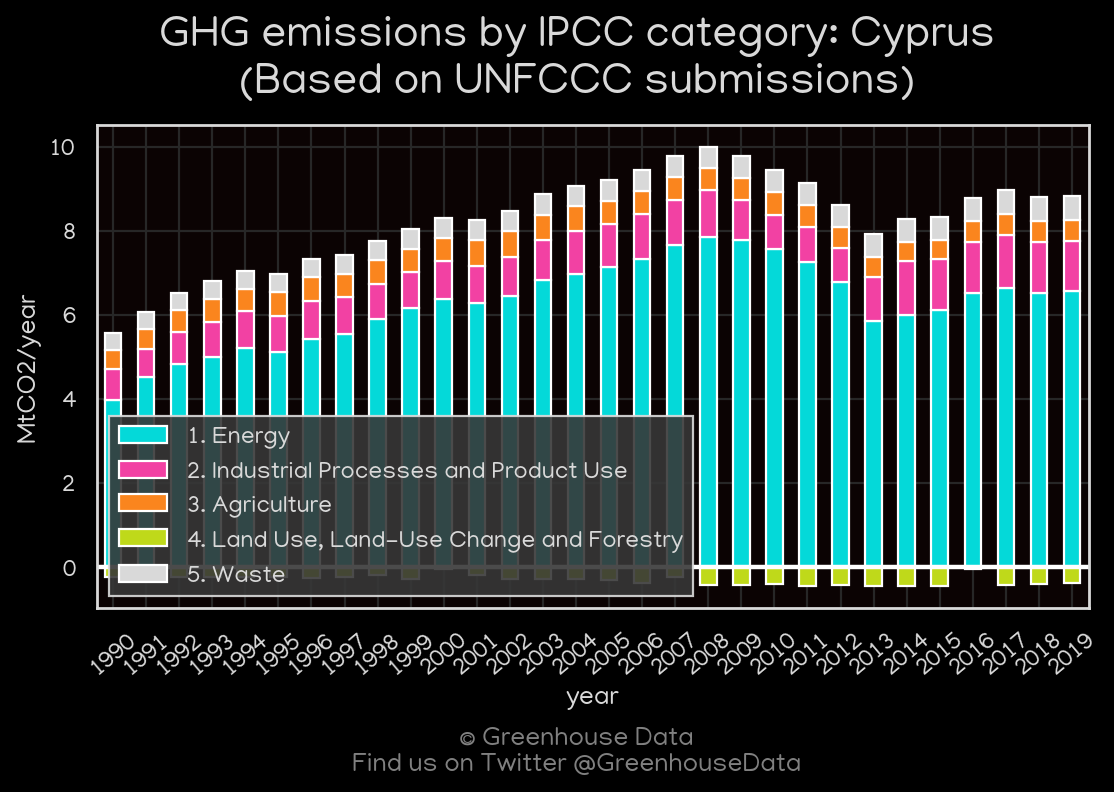 GHG emissions by IPCC category: Cyprus
(Based on UNFCCC submissions)
MtCO2/year
10
8
6
4
2
0
1. Energy
2. Industrial Processes and Product Use
3. Agriculture
4. Land Use, Land-Use Change and Forestry
5. Waste
1990 1991 1992 1993 1994 1995 1996 1997 1998 1999 2000 2001 2002 2003 2004 2005 2006 2007 2008 2009 2010 2011 2012 2013 2014 2015 2016 2017 2018 2019
year
© Greenhouse Data
Find us on Twitter @GreenhouseData